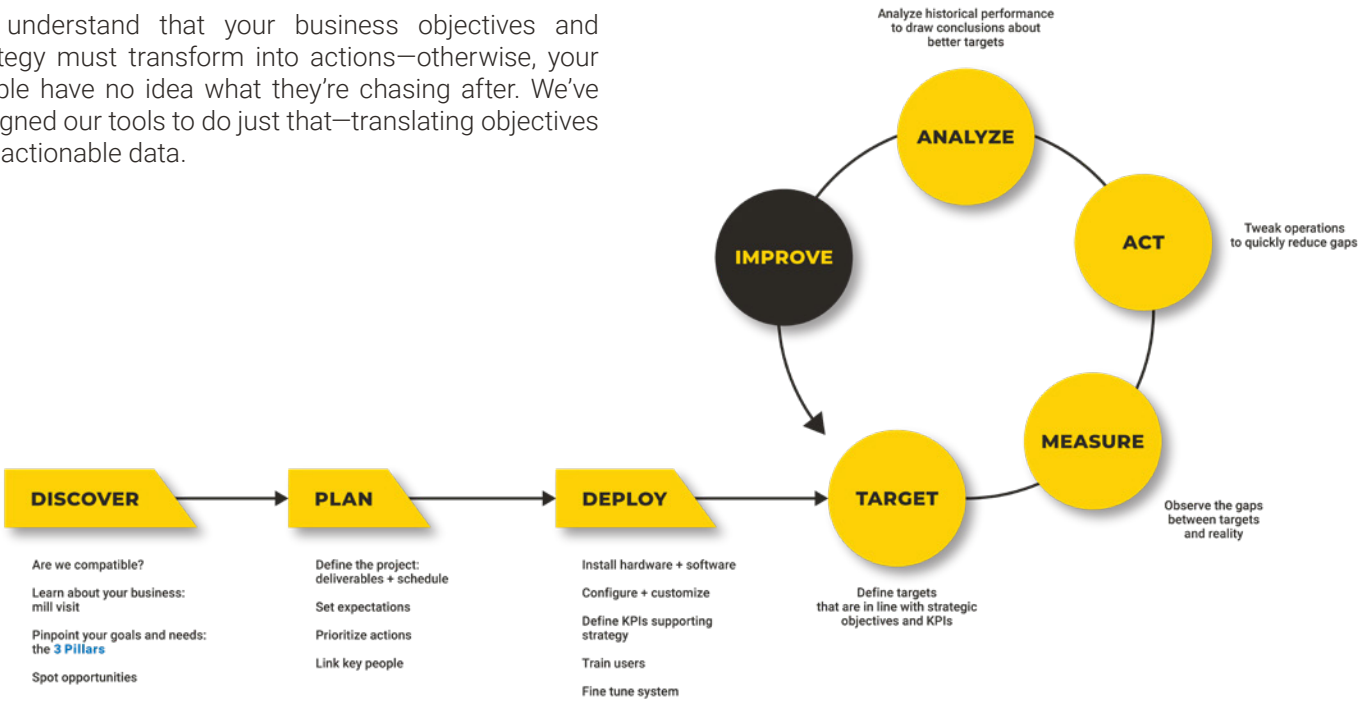 understand that your business objectives and
must transform into actions—otherwise, your
have no idea what they're chasing after. We've
our tools to do just that—translating objectives
actionable data.
Analyze historical performance
to draw conclusions about
better targets
ANALYZE
IMPROVE
ACT
Tweak operations
to quickly reduce gaps
MEASURE
Observe the gaps
between targets
and reality
DISCOVER
Are we compatible?
Learn about your business:
mill visit
Pinpoint your goals and needs:
the 3 Pillars
Spot opportunities
PLAN
Define the project:
deliverables + schedule
Set expectations
Prioritize actions
Link key people
DEPLOY
Install hardware + software
Configure + customize
Define KPIs supporting
strategy
Train users
Fine tune system
TARGET
Define targets
that are in line with strategic
objectives and KPIs